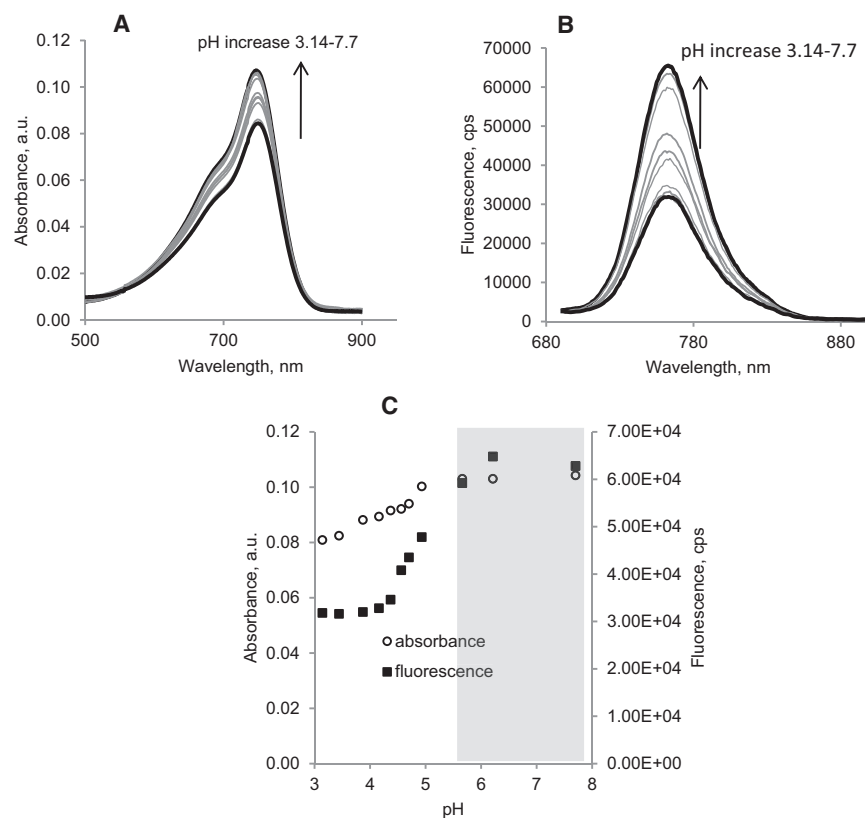 A
pH increase 3.14-7.7
0.12
0.10
0.08
0.06
0.04
0.02
0.00
Absorbance, a.u.
500
700
900
Wavelength, nm
B
pH increase 3.14-7.7
70000
60000
50000
40000
30000
20000
10000
0
Fluorescence, cps
680
780
880
Wavelength, nm
C
0.12
0.10
0.08
0.06
0.04
0.02
0.00
Absorbance, a.u.
absorbance
fluorescence
7.00E+04
6.00E+04
5.00E+04
4.00E+04
3.00E+04
2.00E+04
1.00E+04
0.00E+00
Fluorescence, cps
3
4
5
6
7
8
pH